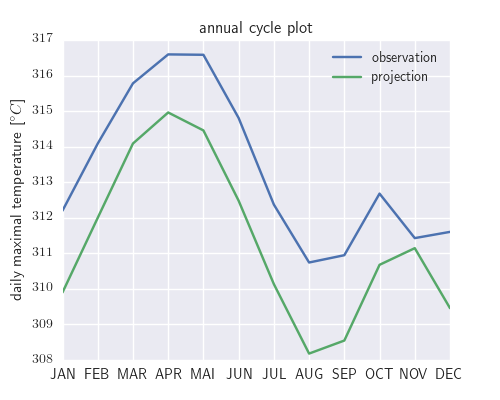 annual cycle plot
317
316
315
314
313
312
311
310
309
308
daily maximal temperature [°C]
observation
projection
JAN FEB MAR APR MAI JUN JUL AUG SEP OCT NOV DEC